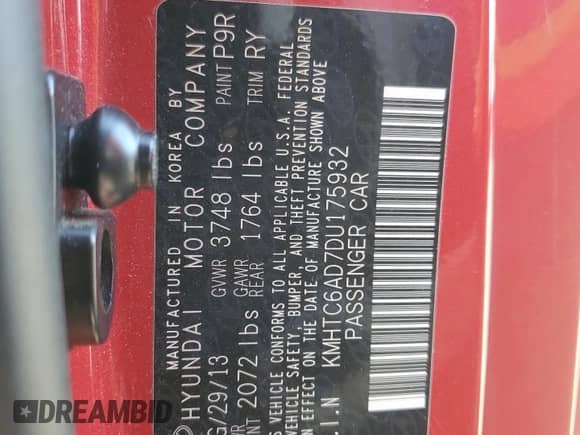 MANUFACTURED IN KOREA BY
HYUNDAI MOTOR COMPANY
/29/13 GVWR 3748 lbs PAINT P9R
GAWR
2072 lbs REAR 1764 lbs TRIM RY
VEHICLE CONFORMS TO ALL APPLICABLE U.S.A. FEDERAL
VEHICLE SAFETY, BUMPER, AND THEFT PREVENTION STANDARDS
IN EFFECT ON THE DATE OF MANUFACTURE SHOWN ABOVE
.I.N KMHTC6AD7DU175932
PASSENGER CAR
DREAMBID